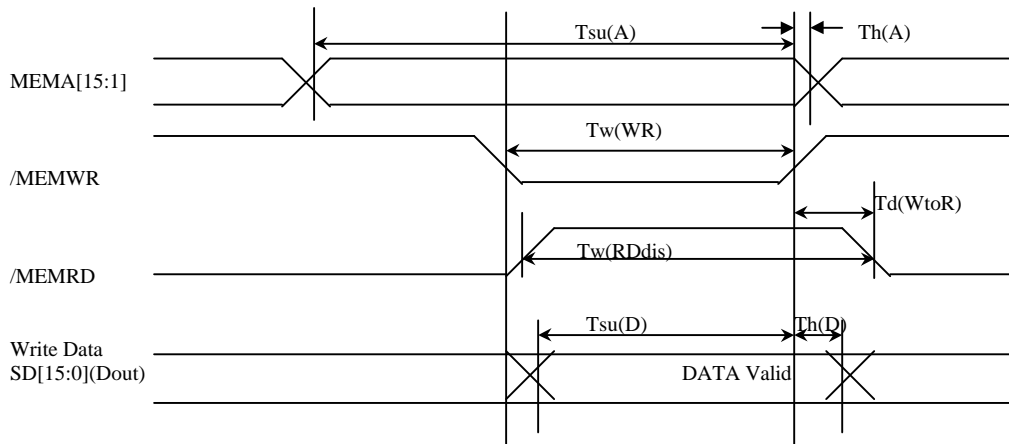 Tsu(A)
Th(A)
MEMA[15:1]
Tw(WR)
/MEMWR
Td(WtoR)
Tw(RDdis)
/MEMRD
Tsu(D)
Th(D)
Write Data
SD[15:0](Dout)
DATA Valid